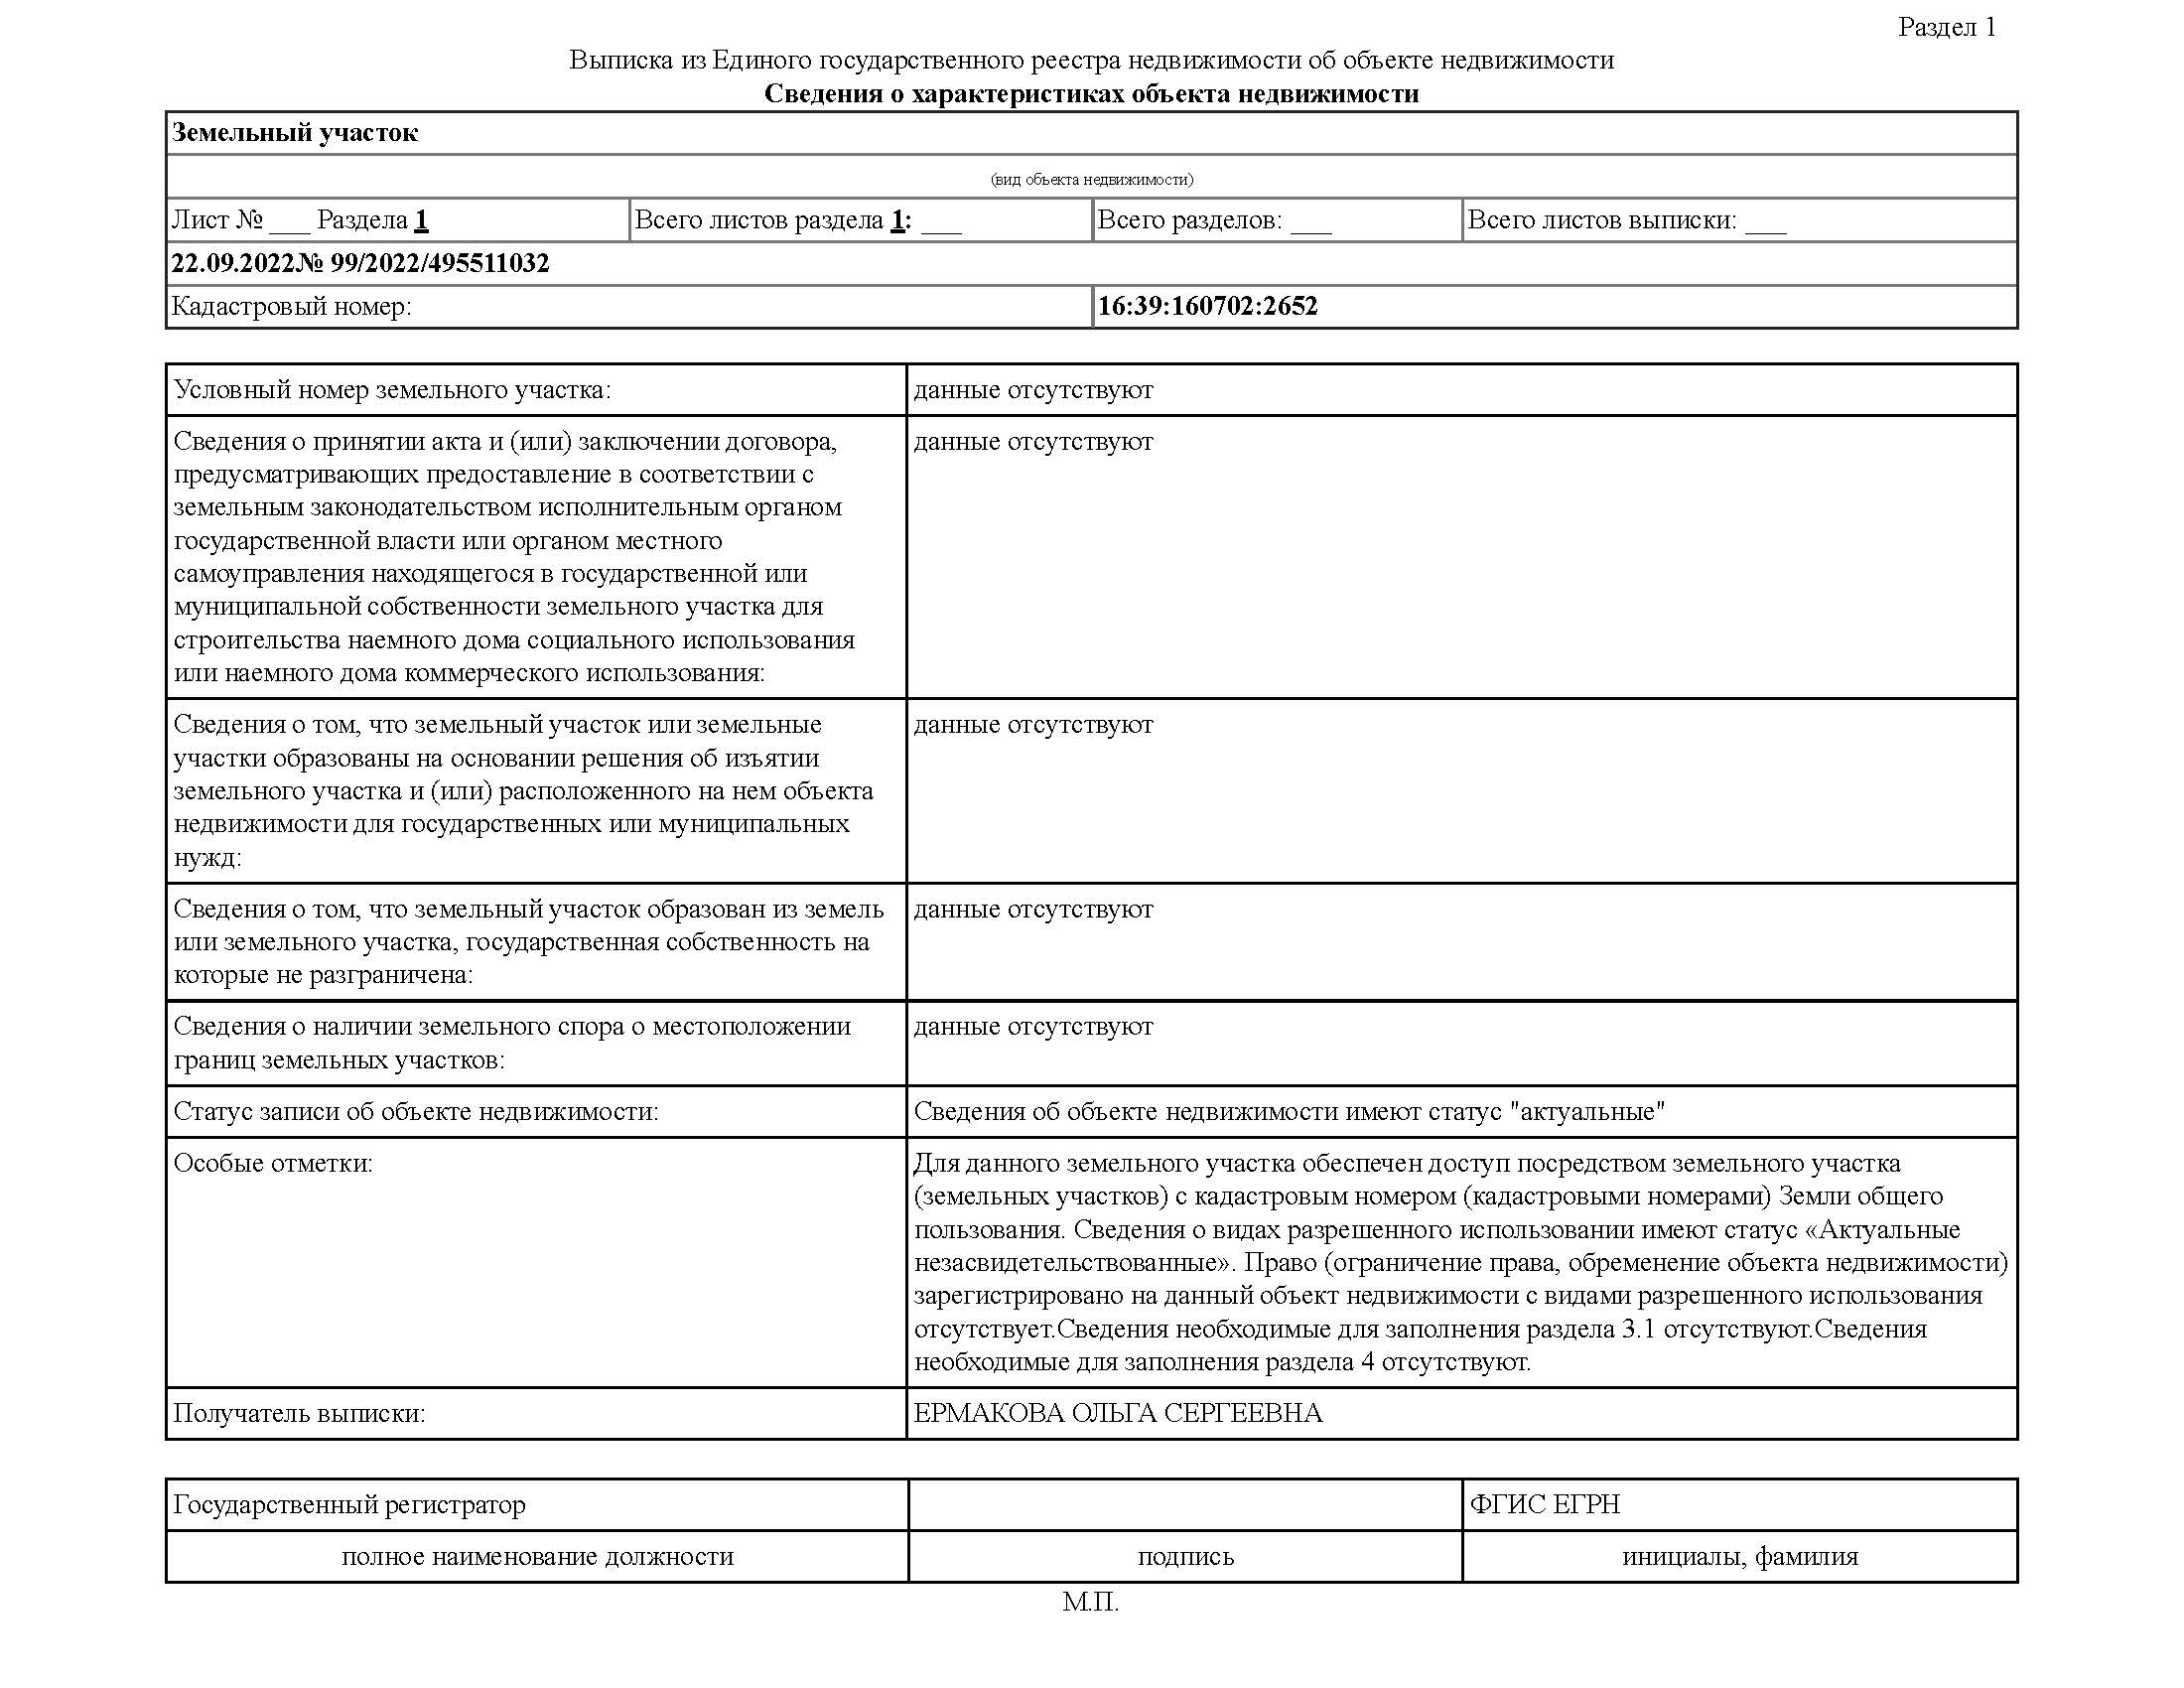 Раздел 1
Выписка из Единого государственного реестра недвижимости об объекте недвижимости
Сведения о характеристиках объекта недвижимости
Земельный участок
(вид объекта недвижимости)
Лист № ___ Раздела 1 Всего листов раздела 1: ___ Всего разделов: ___ Всего листов выписки: ___
22.09.2022№ 99/2022/495511032
Кадастровый номер: 16:39:160702:2652
Условный номер земельного участка: данные отсутствуют
Сведения о принятии акта и (или) заключении договора, данные отсутствуют
предусматривающих предоставление в соответствии с
земельным законодательством исполнительным органом
государственной власти или органом местного
самоуправления находящегося в государственной или
муниципальной собственности земельного участка для
строительства наемного дома социального использования
или наемного дома коммерческого использования:
Сведения о том, что земельный участок или земельные данные отсутствуют
участки образованы на основании решения об изъятии
земельного участка и (или) расположенного на нем объекта
недвижимости для государственных или муниципальных
нужд:
Сведения о том, что земельный участок образован из земель данные отсутствуют
или земельного участка, государственная собственность на
которые не разграничена:
Сведения о наличии земельного спора о местоположении данные отсутствуют
границ земельных участков:
Статус записи об объекте недвижимости: Сведения об объекте недвижимости имеют статус "актуальные"
Особые отметки: Для данного земельного участка обеспечен доступ посредством земельного участка
(земельных участков) с кадастровым номером (кадастровыми номерами) Земли общего
пользования. Сведения о видах разрешенного использовании имеют статус «Актуальные
незасвидетельствованные». Право (ограничение права, обременение объекта недвижимости)
зарегистрировано на данный объект недвижимости с видами разрешенного использования
отсутствует.Сведения необходимые для заполнения раздела 3.1 отсутствуют.Сведения
необходимые для заполнения раздела 4 отсутствуют.
Получатель выписки: ЕРМАКОВА ОЛЬГА СЕРГЕЕВНА
Государственный регистратор ФГИС ЕГРН
полное наименование должности подпись инициалы, фамилия
М.П.